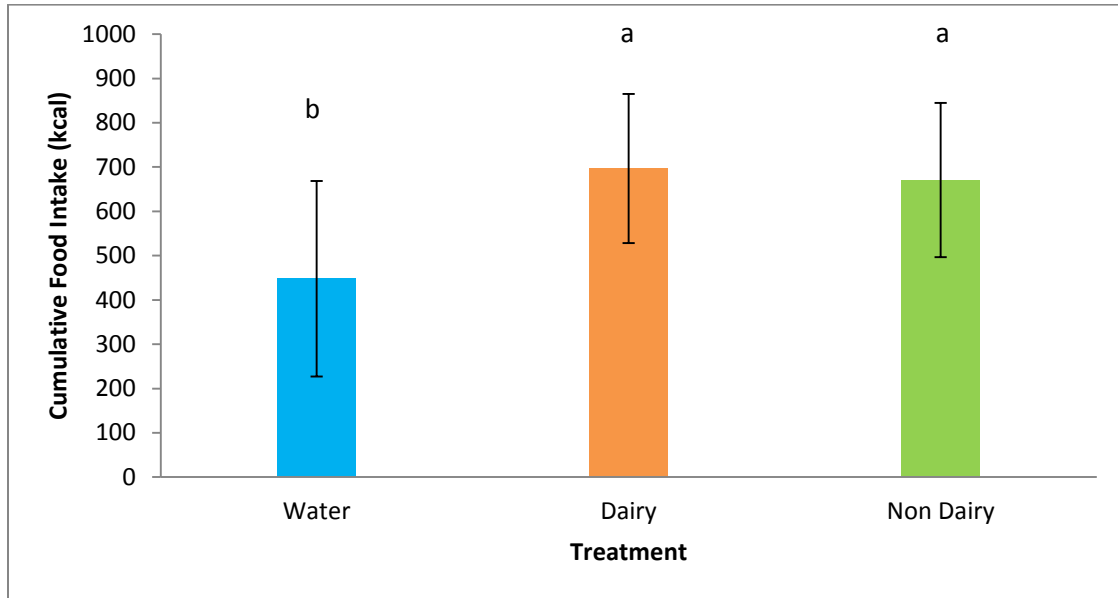 Cumulative Food Intake (kcal)
1000
900
800
700
600
500
400
300
200
100
0
b
a
a
Water
Dairy
Non Dairy
Treatment